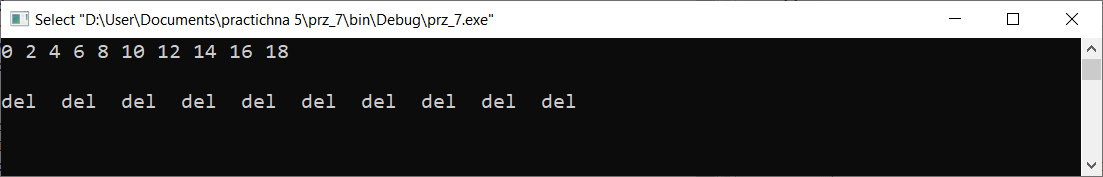 Select "D:\User\Documents\practichna 5\prz_7\bin\Debug\prz_7.exe"
0 2 4 6 8 10 12 14 16 18
del  del  del  del  del  del  del  del  del  del